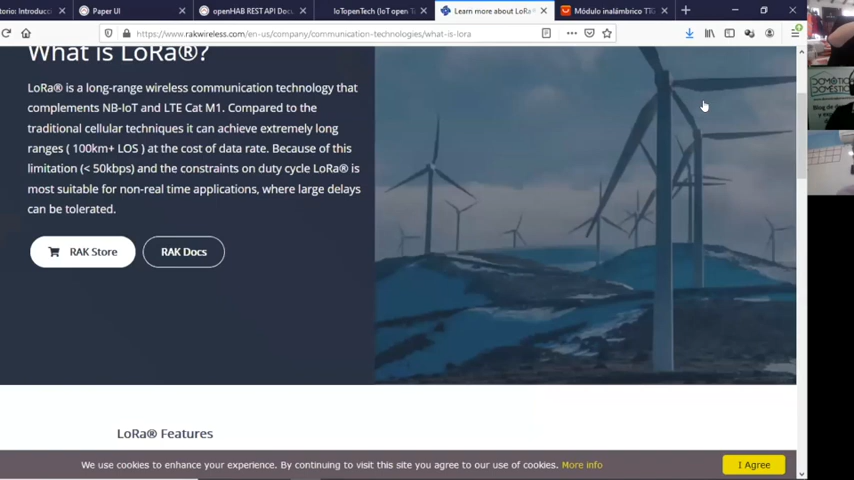 torio: Introducci
Paper UI
openHAB REST API Docu
IoTopenTech (IoT open T
Learn more about LoRa®
Módulo inalámbrico TTG
https://www.rakwireless.com/en-us/company/communication-technologies/what-is-lora
What is LoRa®?
LoRa® is a long-range wireless communication technology that
complements NB-IoT and LTE Cat M1. Compared to the
traditional cellular techniques it can achieve extremely long
ranges ( 100km+ LOS ) at the cost of data rate. Because of this
limitation (< 50kbps) and the constraints on duty cycle LoRa® is
most suitable for non-real time applications, where large delays
can be tolerated.
RAK Store
RAK Docs
LoRa® Features
We use cookies to enhance your experience. By continuing to visit this site you agree to our use of cookies. More info
I Agree